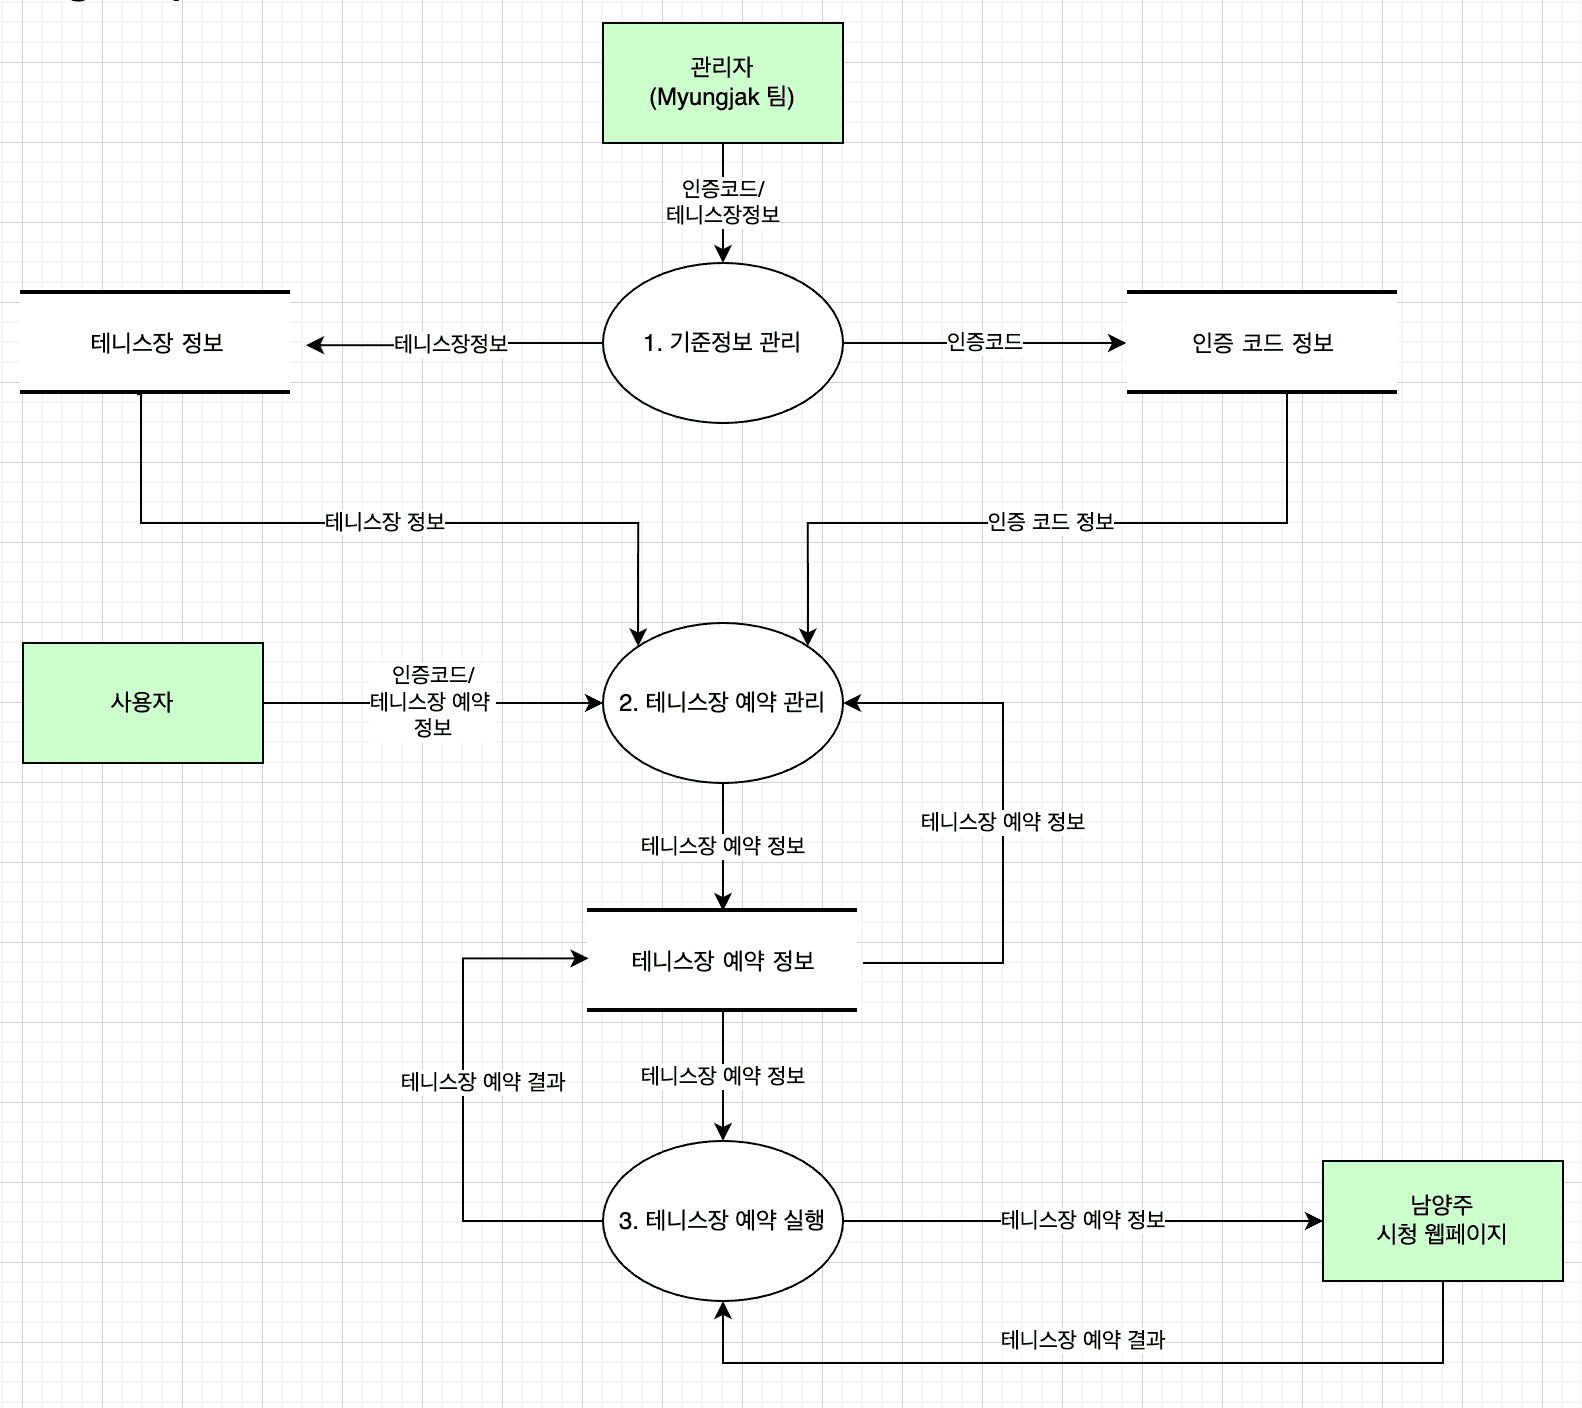 관리자
(Myungjak 팀)
인증코드/
테니스장정보
테니스장 정보
테니스장정보
1. 기준정보 관리
인증코드
인증 코드 정보
테니스장 정보
인증 코드 정보
사용자
인증코드/
테니스장 예약
정보
2. 테니스장 예약 관리
테니스장 예약 정보
테니스장 예약 정보
테니스장 예약 정보
테니스장 예약 결과
테니스장 예약 정보
3. 테니스장 예약 실행
테니스장 예약 정보
남양주
시청 웹페이지
테니스장 예약 결과